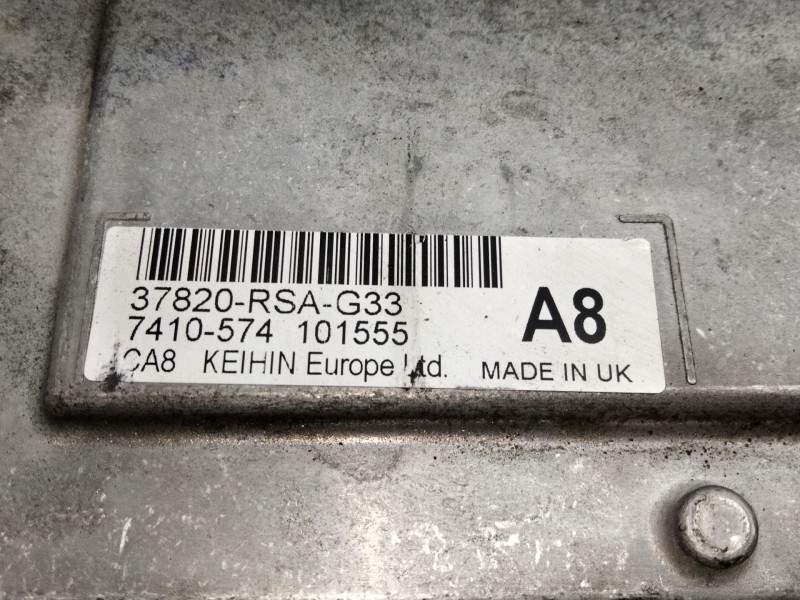 37820-RSA-G33
7410-574 101555
A8
CA8 KEIHIN Europe Ltd. MADE IN UK